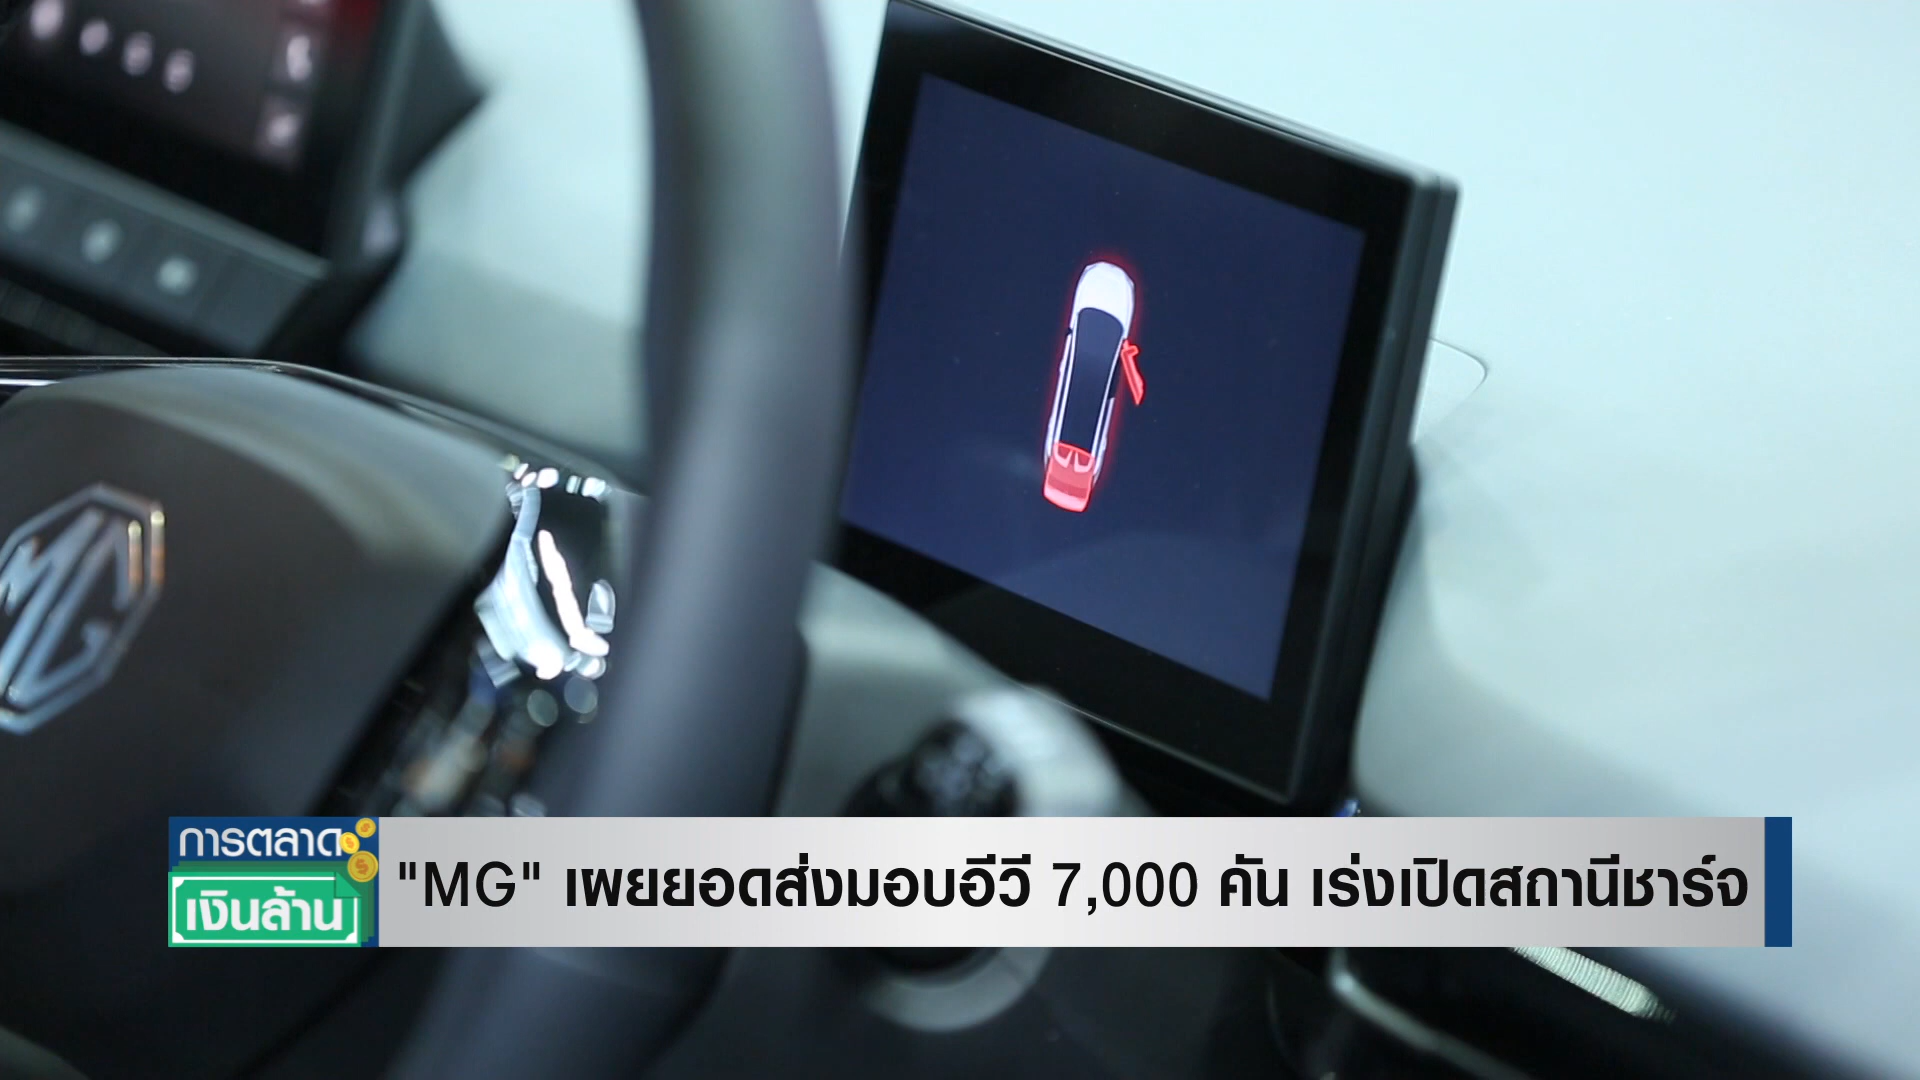 MG
การตลาด
เงินล้าน
"MG" เผยยอดส่งมอบอีวี 7,000 คัน เร่งเปิดสถานีชาร์จ